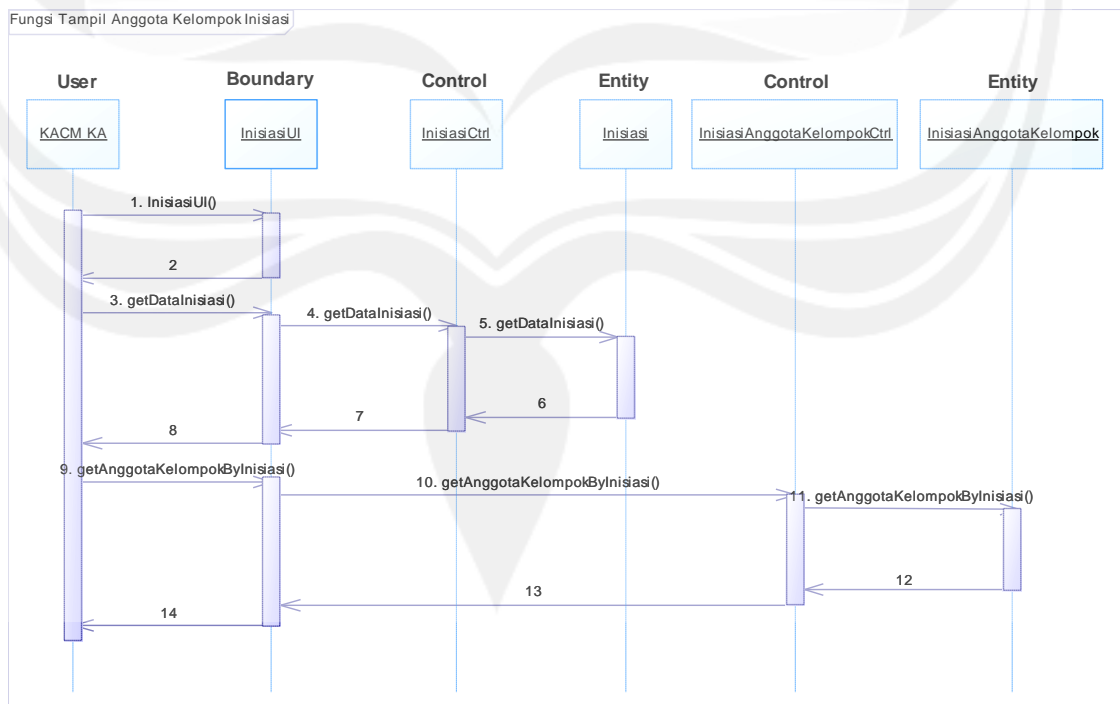 Fungsi Tampil Anggota Kelompok Inisiasi
User
Boundary
Control
Entity
Control
Entity
KACM KA
InisiasiUI
InisiasiCtrl
Inisiasi
InisiasiAnggotaKelompokCtrl
InisiasiAnggotaKelompok
1. InisiasiUI()
2
3. getDataInisiasi()
4. getDataInisiasi()
5. getDataInisiasi()
6
7
8
9. getAnggotaKelompokByInisiasi()
10. getAnggotaKelompokByInisiasi()
11. getAnggotaKelompokByInisiasi()
12
13
14